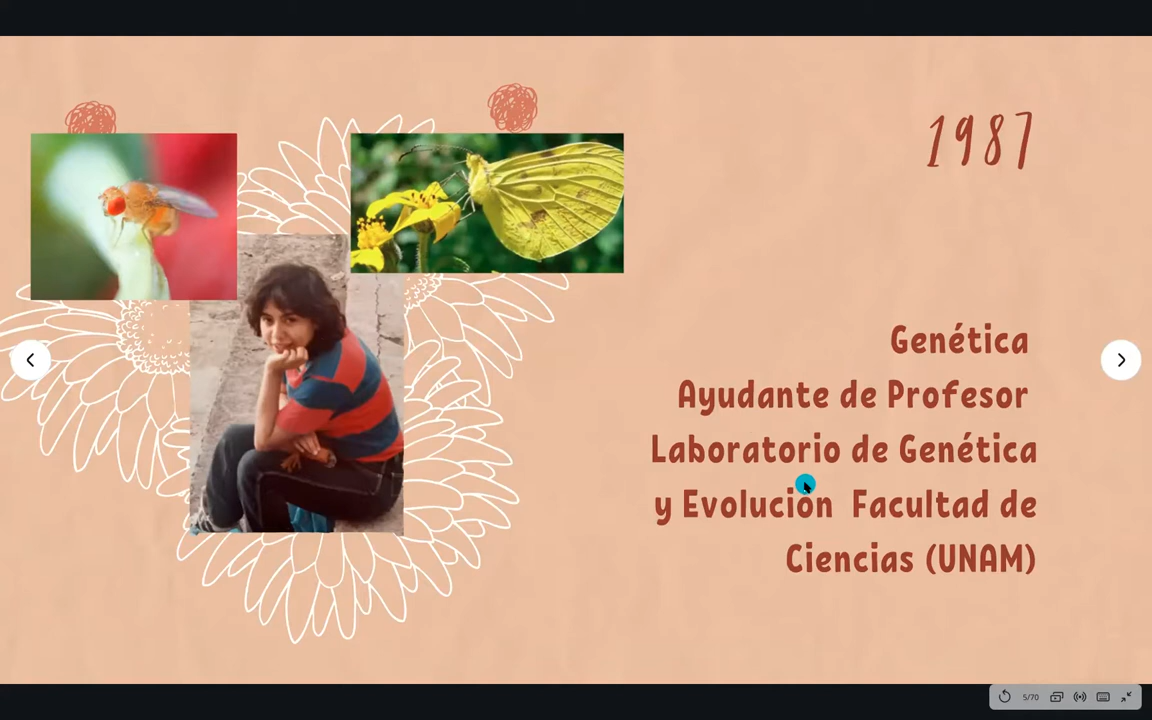 1987
Genética
Ayudante de Profesor
Laboratorio de Genética
y Evolución Facultad de
Ciencias (UNAM)
5/70